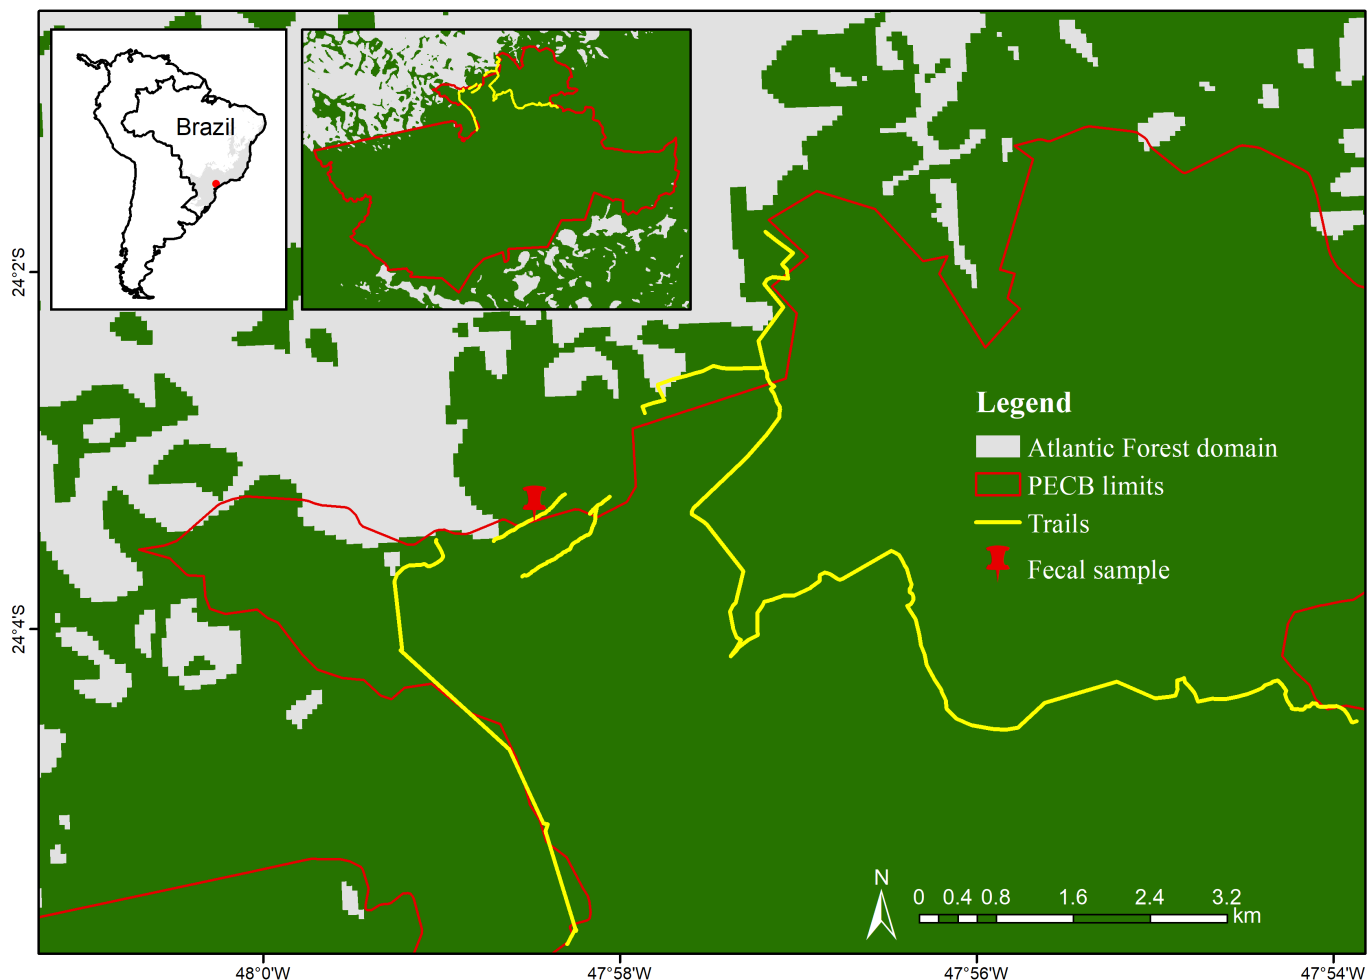 Brazil
24°2'S
24°4'S
Legend
Atlantic Forest domain
PECB limits
Trails
Fecal sample
N
0 0.4 0.8 1.6 2.4 3.2
km
48°0'W 47°58'W 47°56'W 47°54'W